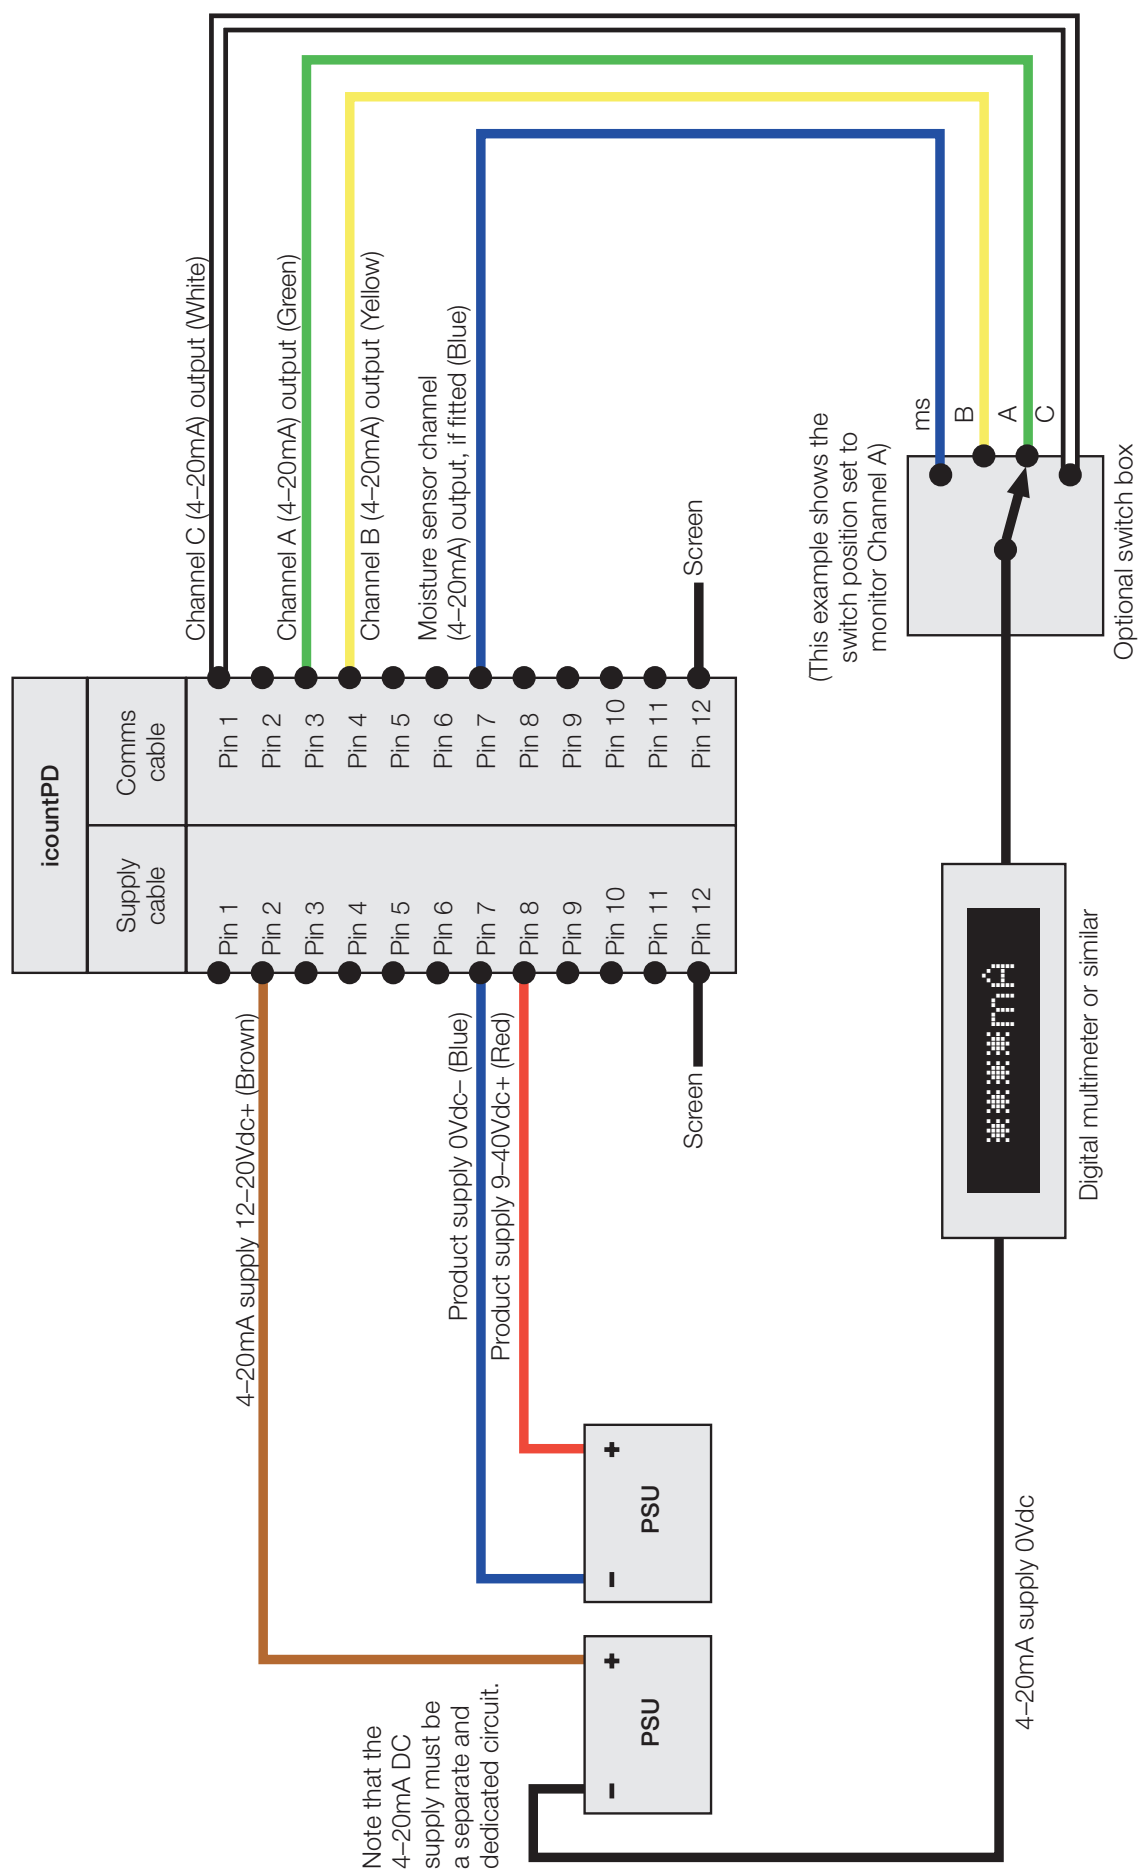 icountPD
Supply
cable
Comms
cable
Pin 1
Pin 2
Pin 3
Pin 4
Pin 5
Pin 6
Pin 7
Pin 8
Pin 9
Pin 10
Pin 11
Pin 12
Pin 1
Pin 2
Pin 3
Pin 4
Pin 5
Pin 6
Pin 7
Pin 8
Pin 9
Pin 10
Pin 11
Pin 12
4–20mA supply 12–20Vdc+ (Brown)
Product supply 0Vdc– (Blue)
Product supply 9–40Vdc+ (Red)
Screen
Channel C (4–20mA) output (White)
Channel A (4–20mA) output (Green)
Channel B (4–20mA) output (Yellow)
Moisture sensor channel
(4–20mA) output, if fitted (Blue)
Screen
Note that the
4–20mA DC
supply must be
a separate and
dedicated circuit.
– PSU +
– PSU +
(This example shows the
switch position set to
monitor Channel A)
ms
B
A
C
Optional switch box
****mA
Digital multimeter or similar
4–20mA supply 0Vdc